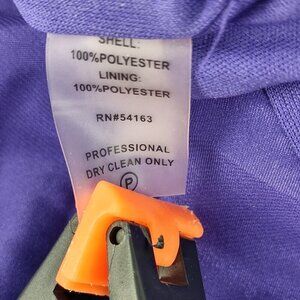 SHELL:
100%POLYESTER
LINING:
100%POLYESTER
RN#54163
PROFESSIONAL
DRY CLEAN ONLY
P